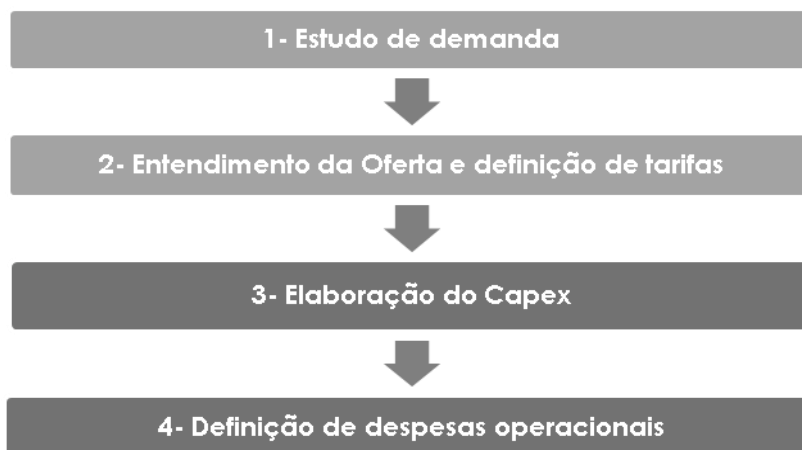 1- Estudo de demanda
2- Entendimento da Oferta e definição de tarifas
3- Elaboração do Capex
4- Definição de despesas operacionais